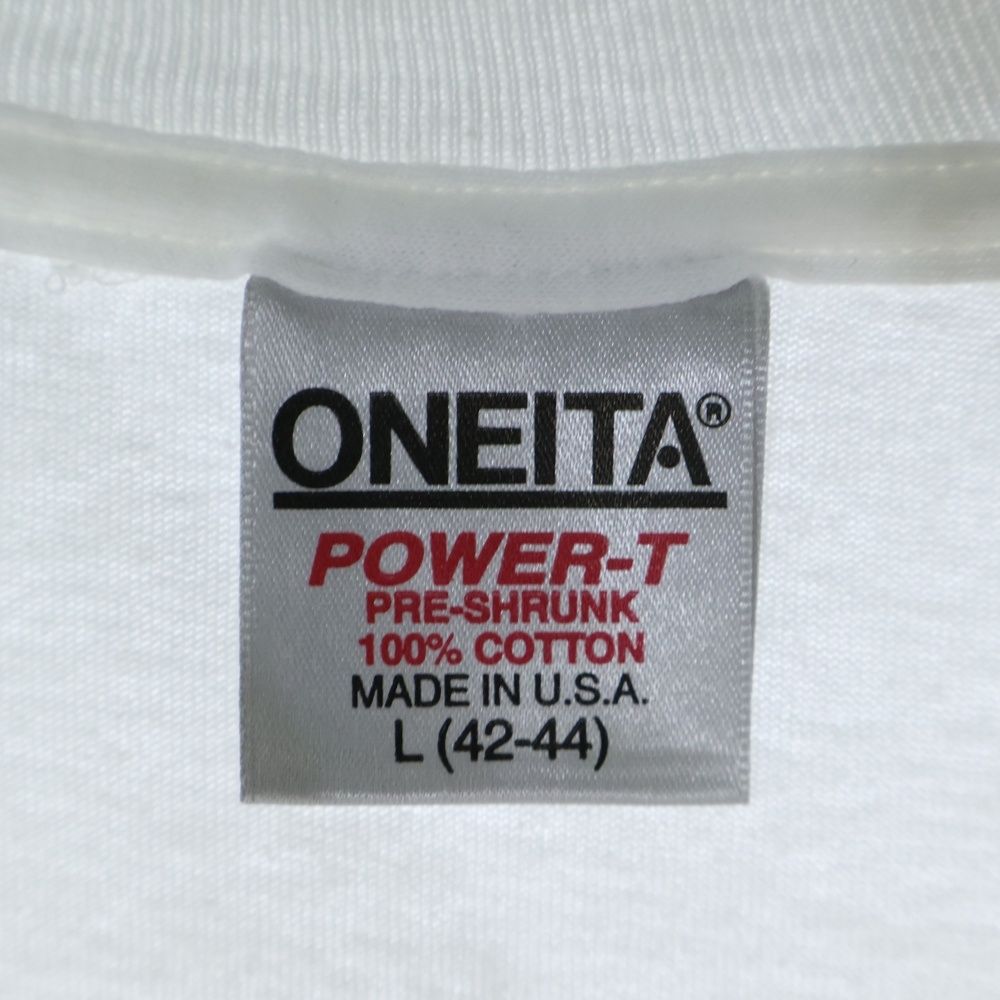 ONEITA®
POWER-T
PRE-SHRUNK
100% COTTON
MADE IN U.S.A.
L (42-44)